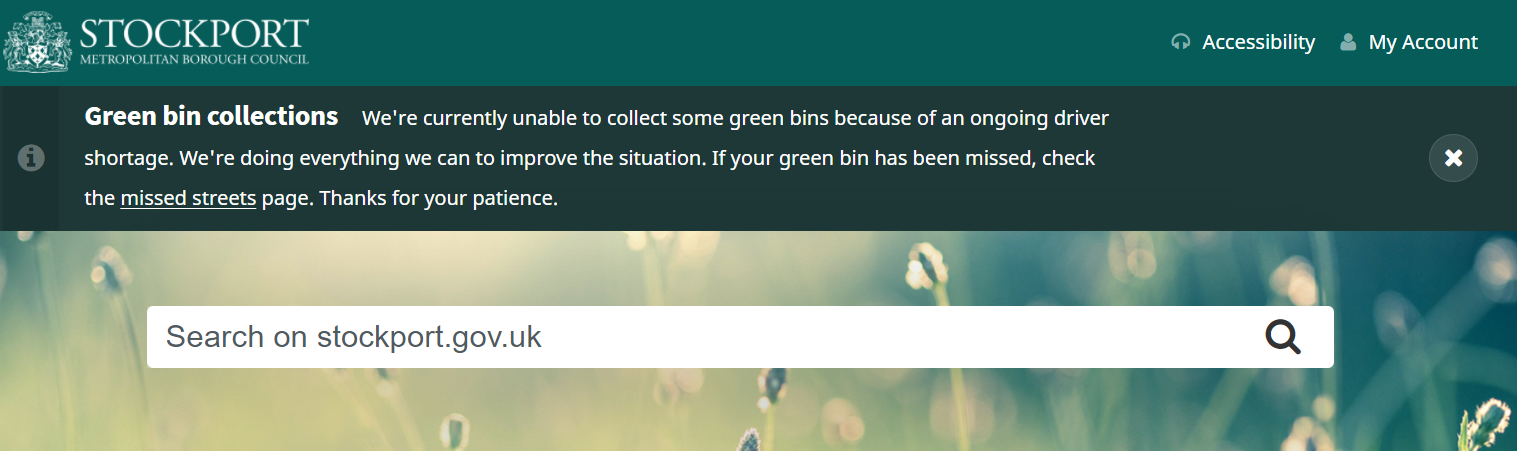 STOCKPORT
METROPOLITAN BOROUGH COUNCIL
Accessibility My Account
Green bin collections We're currently unable to collect some green bins because of an ongoing driver
shortage. We're doing everything we can to improve the situation. If your green bin has been missed, check
the missed streets page. Thanks for your patience.
Search on stockport.gov.uk